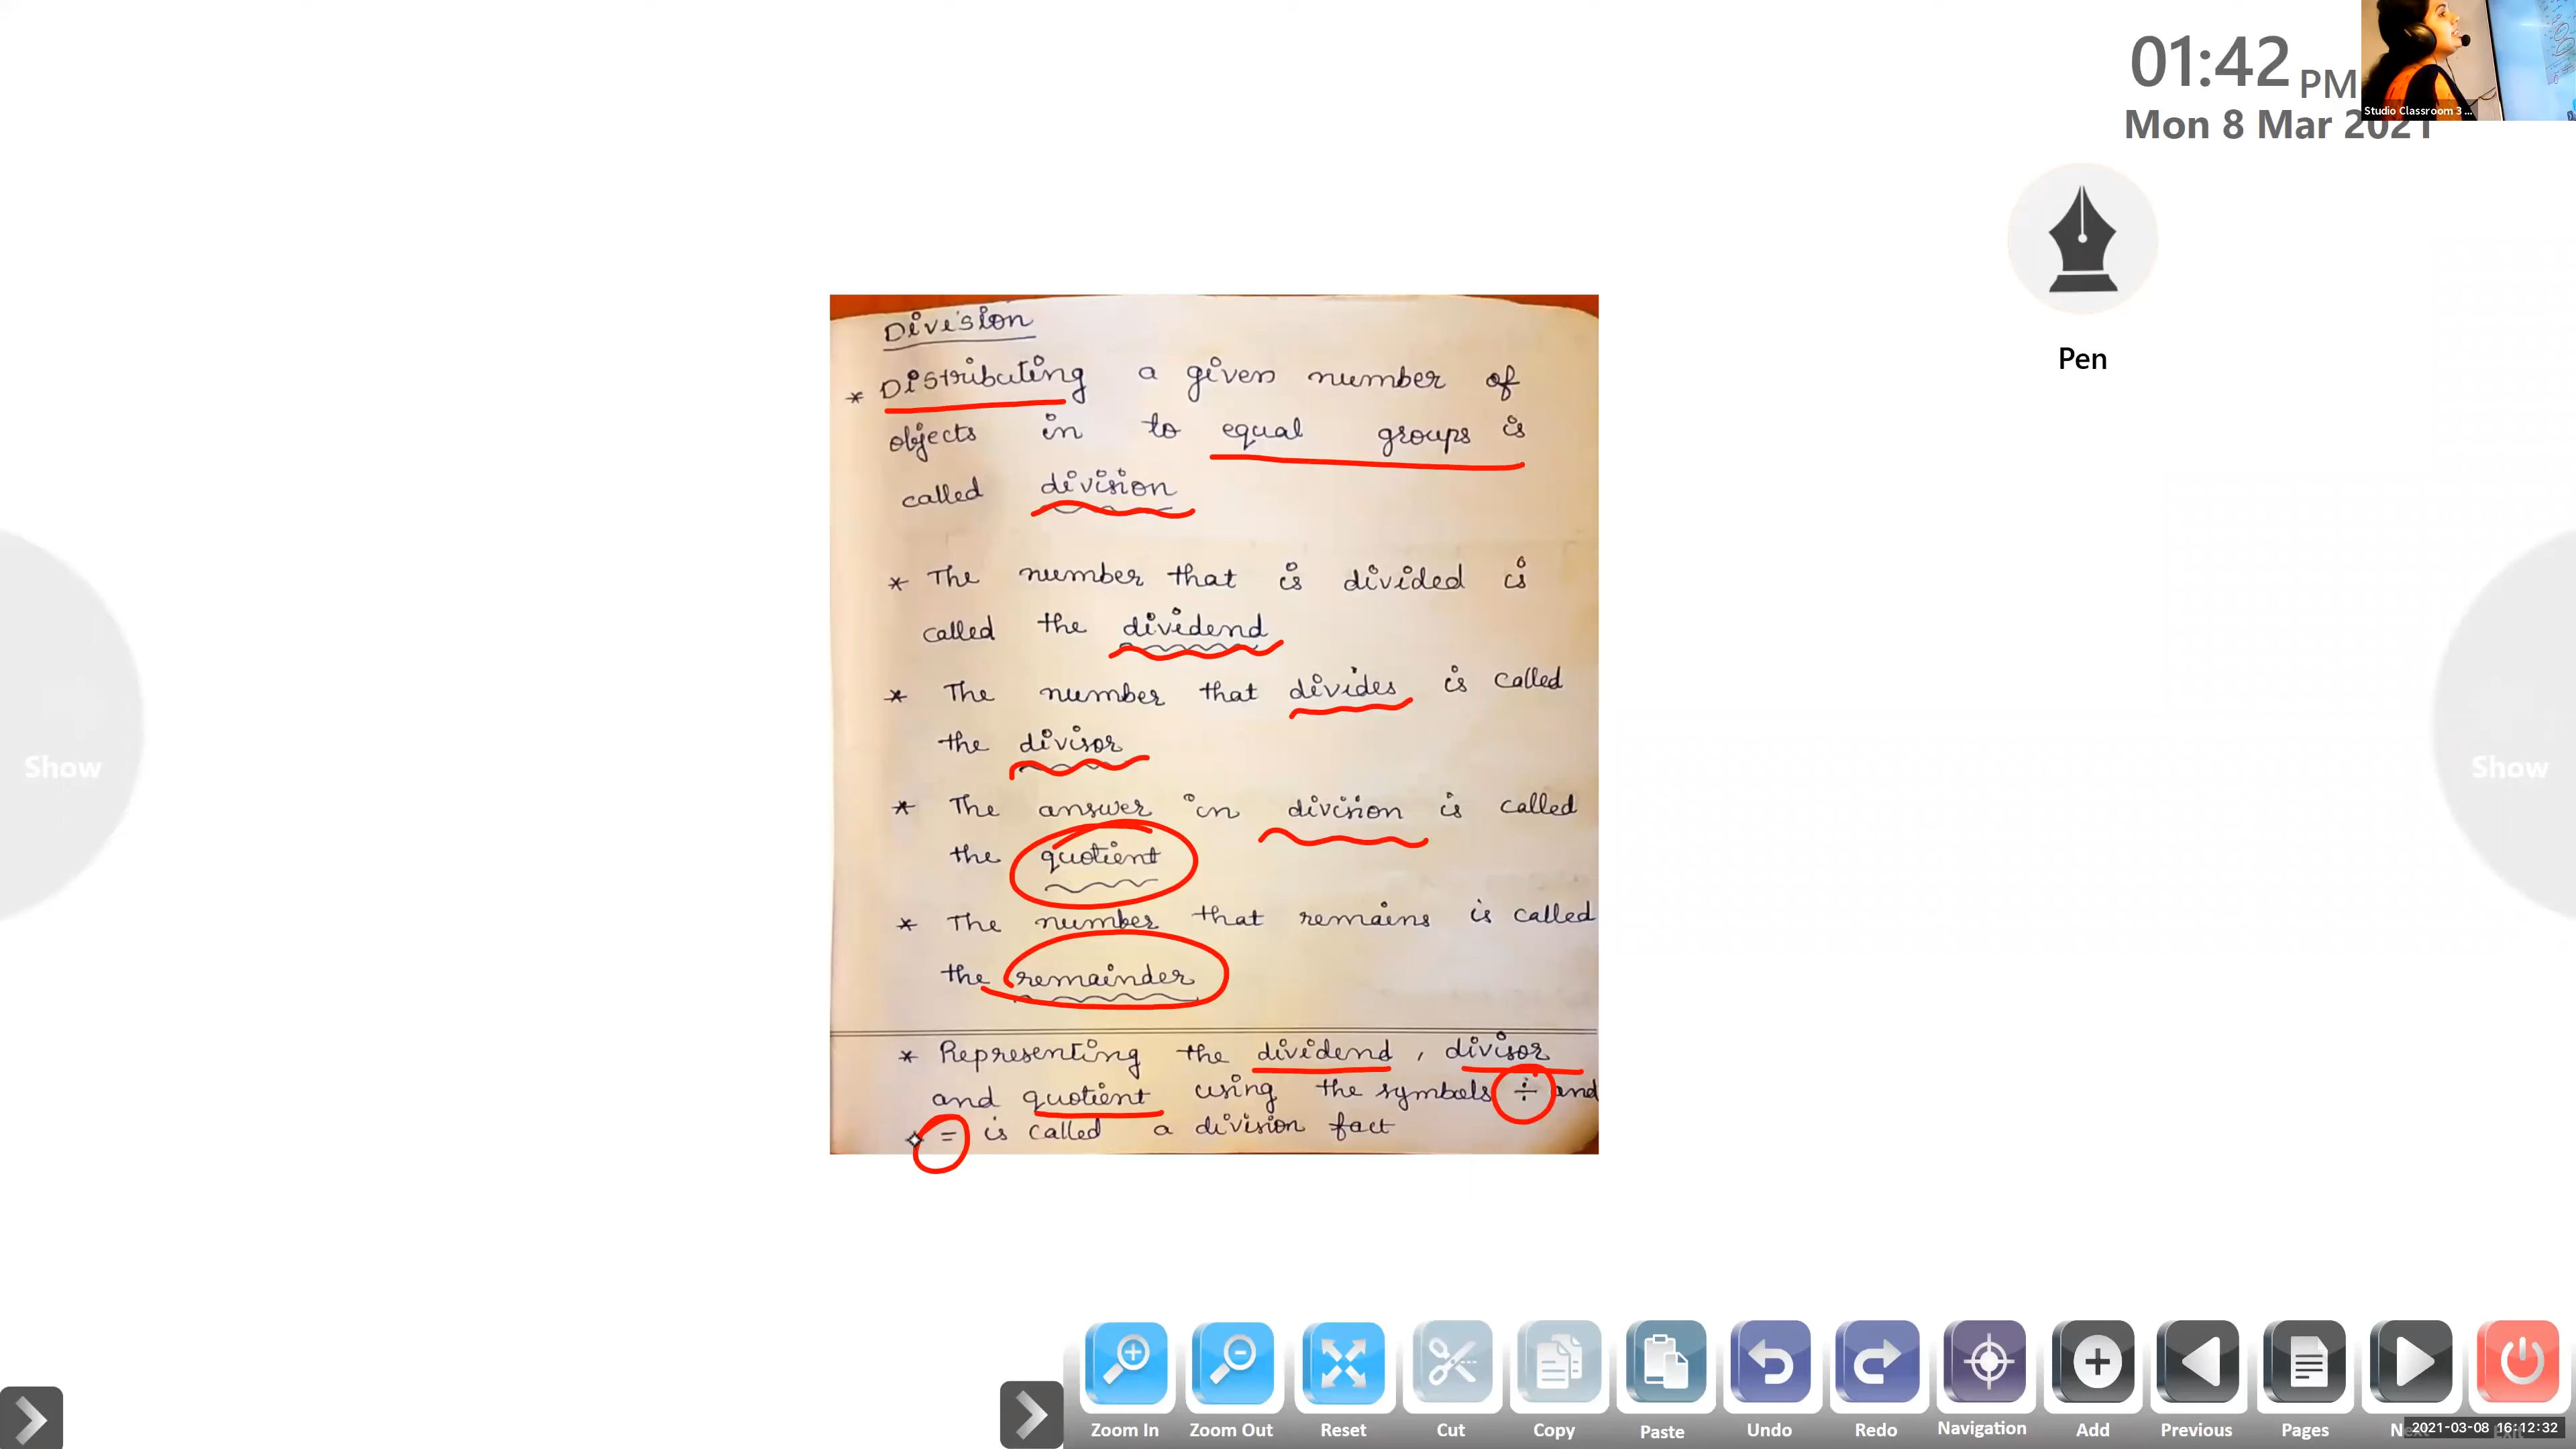 01:42 PM
Mon 8 Mar 2021
Studio Classroom 3 ...
Pen
Division
* Distributing a given number of
objects in to equal groups is
called division
* The number that is divided is
called the dividend
* The number that divides is called
the divisor
* The answer in division is called
the quotient
* The number that remains is called
the remainder
* Representing the dividend, divisor
and quotient using the symbols ÷ and
= is called a division fact
Show
Show
Zoom In Zoom Out Reset Cut Copy Paste Undo Redo Navigation Add Previous Pages
2021-03-08 16:12:32